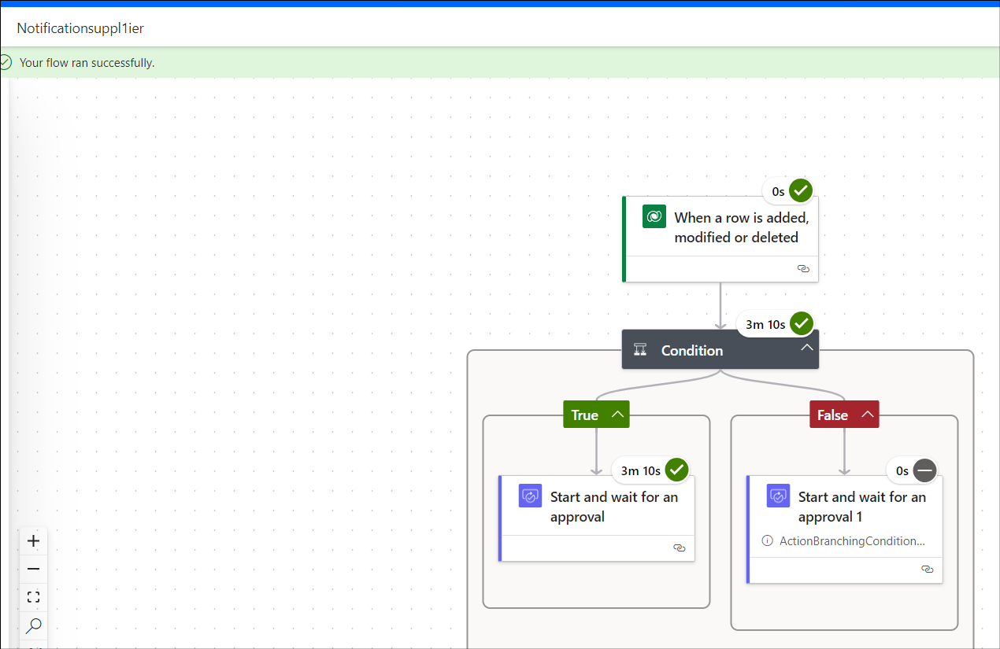 Notificationsuppl1ier
Your flow ran successfully.
0s
When a row is added,
modified or deleted
3m 10s
Condition
True
False
3m 10s
Start and wait for an
approval
0s
Start and wait for an
approval 1
ActionBranchingCondition...